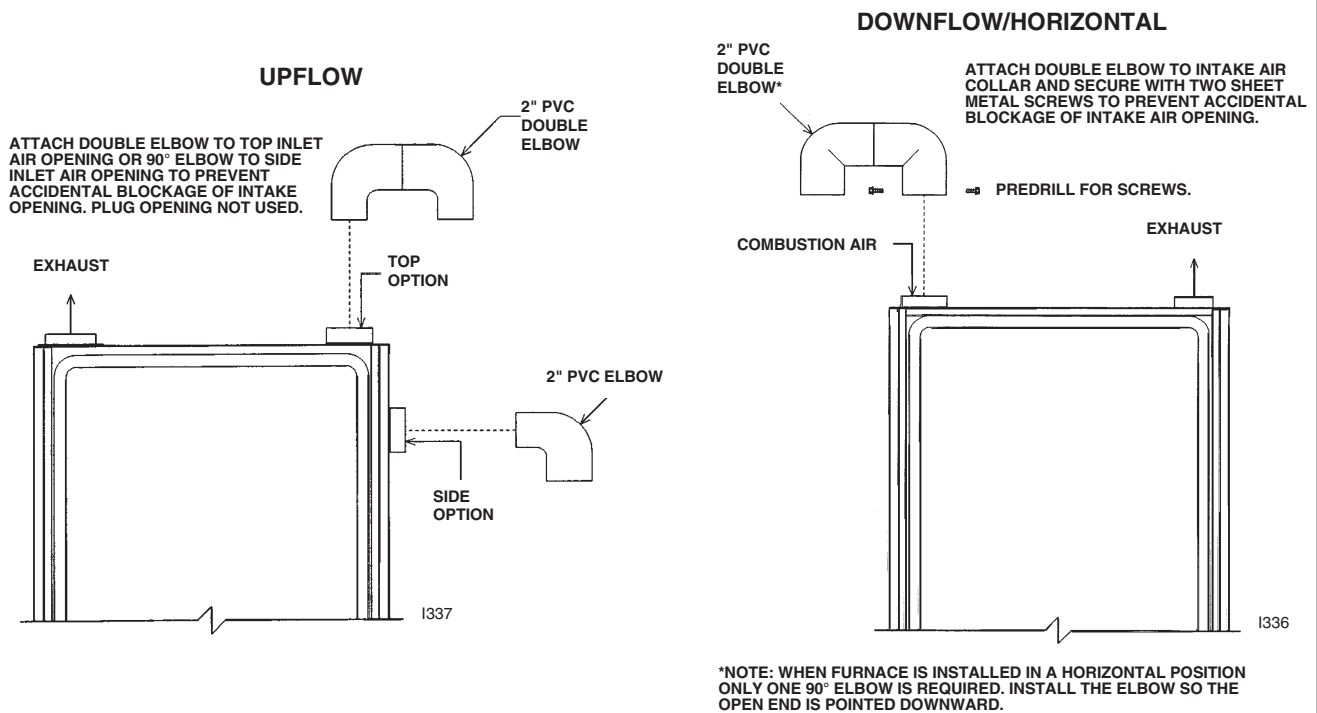 UPFLOW
ATTACH DOUBLE ELBOW TO TOP INLET
AIR OPENING OR 90° ELBOW TO SIDE
INLET AIR OPENING TO PREVENT
ACCIDENTAL BLOCKAGE OF INTAKE
OPENING. PLUG OPENING NOT USED.
2" PVC
DOUBLE
ELBOW
EXHAUST
TOP
OPTION
2" PVC ELBOW
SIDE
OPTION
I337
DOWNFLOW/HORIZONTAL
2" PVC
DOUBLE
ELBOW*
ATTACH DOUBLE ELBOW TO INTAKE AIR
COLLAR AND SECURE WITH TWO SHEET
METAL SCREWS TO PREVENT ACCIDENTAL
BLOCKAGE OF INTAKE AIR OPENING.
PREDRILL FOR SCREWS.
COMBUSTION AIR
EXHAUST
I336
*NOTE: WHEN FURNACE IS INSTALLED IN A HORIZONTAL POSITION
ONLY ONE 90° ELBOW IS REQUIRED. INSTALL THE ELBOW SO THE
OPEN END IS POINTED DOWNWARD.